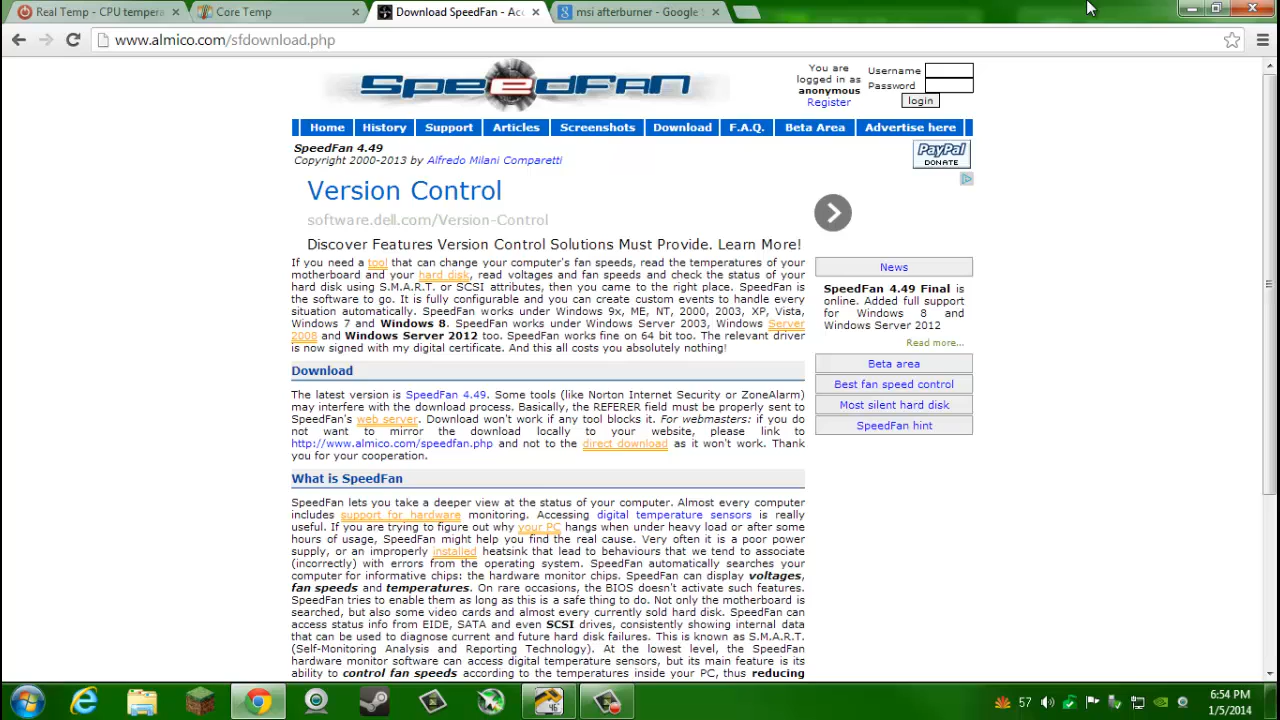 Real Temp - CPU tempera
Core Temp
Download SpeedFan - Acc
msi afterburner - Google
www.almico.com/sfdownload.php
SpeedFan
You are
logged in as
anonymous
Register
Username
Password
login
Home History Support Articles Screenshots Download F.A.Q. Beta Area Advertise here
SpeedFan 4.49
Copyright 2000-2013 by Alfredo Milani Comparetti
PayPal
DONATE
Version Control
software.dell.com/Version-Control
Discover Features Version Control Solutions Must Provide. Learn More!
If you need a tool that can change your computer's fan speeds, read the temperatures of your
motherboard and your hard disk, read voltages and fan speeds and check the status of your
hard disk using S.M.A.R.T. or SCSI attributes, then you came to the right place. SpeedFan is
the software to go. It is fully configurable and you can create custom events to handle every
situation automatically. SpeedFan works under Windows 9x, ME, NT, 2000, 2003, XP, Vista,
Windows 7 and Windows 8. SpeedFan works under Windows Server 2003, Windows Server
2008 and Windows Server 2012 too. SpeedFan works fine on 64 bit too. The relevant driver
is now signed with my digital certificate. And this all costs you absolutely nothing!
Download
The latest version is SpeedFan 4.49. Some tools (like Norton Internet Security or ZoneAlarm)
may interfere with the download process. Basically, the REFERER field must be properly sent to
SpeedFan's web server. Download won't work if any tool blocks it. For webmasters: if you do
not want to mirror the download locally to your website, please link to
http://www.almico.com/speedfan.php and not to the direct download as it won't work. Thank
you for your cooperation.
What is SpeedFan
SpeedFan lets you take a deeper view at the status of your computer. Almost every computer
includes support for hardware monitoring. Accessing digital temperature sensors is really
useful. If you are trying to figure out why your PC hangs when under heavy load or after some
hours of usage, SpeedFan might help you find the real cause. Very often it is a poor power
supply, or an improperly installed heatsink that lead to behaviours that we tend to associate
(incorrectly) with errors from the operating system. SpeedFan automatically searches your
computer for informative chips: the hardware monitor chips. SpeedFan can display voltages,
fan speeds and temperatures. On rare occasions, the BIOS doesn't activate such features.
SpeedFan tries to enable them as long as this is a safe thing to do. Not only the motherboard is
searched, but also some video cards and almost every currently sold hard disk. SpeedFan can
access status info from EIDE, SATA and even SCSI drives, consistently showing internal data
that can be used to diagnose current and future hard disk failures. This is known as S.M.A.R.T.
(Self-Monitoring Analysis and Reporting Technology). At the lowest level, the SpeedFan
hardware monitor software can access digital temperature sensors, but its main feature is its
ability to control fan speeds according to the temperatures inside your PC, thus reducing
News
SpeedFan 4.49 Final is
online. Added full support
for Windows 8 and
Windows Server 2012
Read more...
Beta area
Best fan speed control
Most silent hard disk
SpeedFan hint
57
6:54 PM
1/5/2014